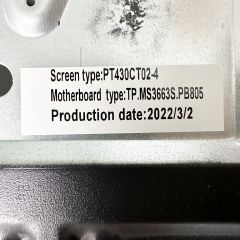 Screen type:PT430CT02-4
Motherboard type:TP.MS3663S.PB805
Production date:2022/3/2